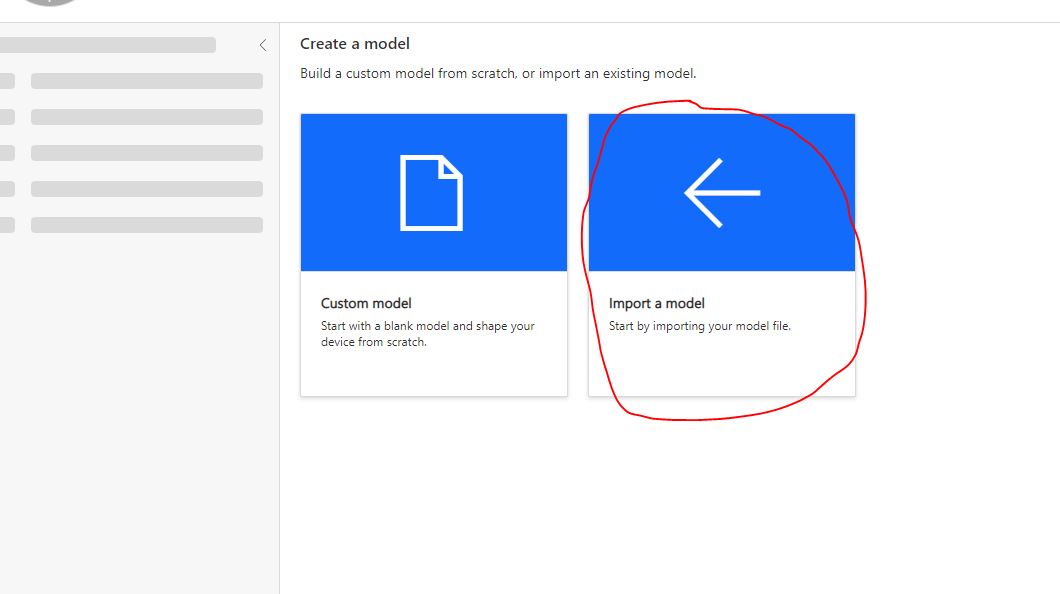 Create a model
Build a custom model from scratch, or import an existing model.
Custom model
Start with a blank model and shape your
device from scratch.
Import a model
Start by importing your model file.